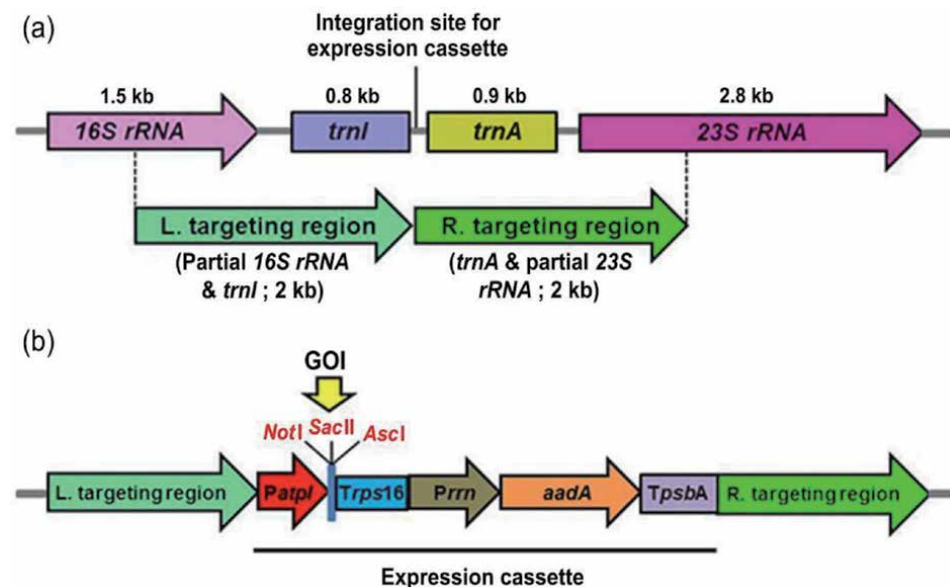 (a)
Integration site for
expression cassette
1.5 kb 0.8 kb 0.9 kb 2.8 kb
16S rRNA trnI trnA 23S rRNA
L. targeting region R. targeting region
(Partial 16S rRNA (trnA & partial 23S
& trnI ; 2 kb) rRNA ; 2 kb)
(b)
GOI
NotI SacII AscI
L. targeting region PatpI Trps16 Prrn aadA TpsbA R. targeting region
Expression cassette